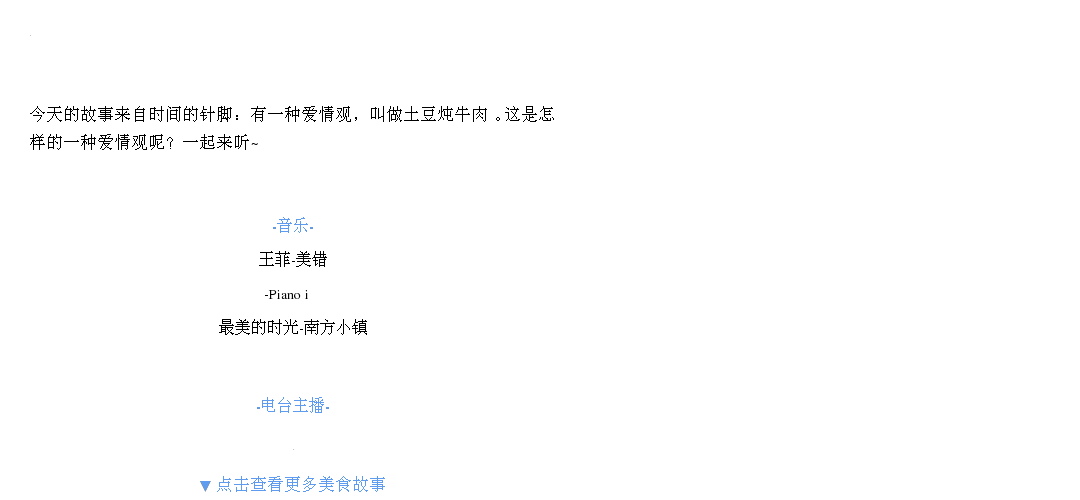 今天的故事来自时间的针脚：有一种爱情观，叫做土豆炖牛肉 。这是怎
样的一种爱情观呢？一起来听~
-音乐-
王菲-美错
-Piano i
最美的时光-南方小镇
-电台主播-
▼ 点击查看更多美食故事